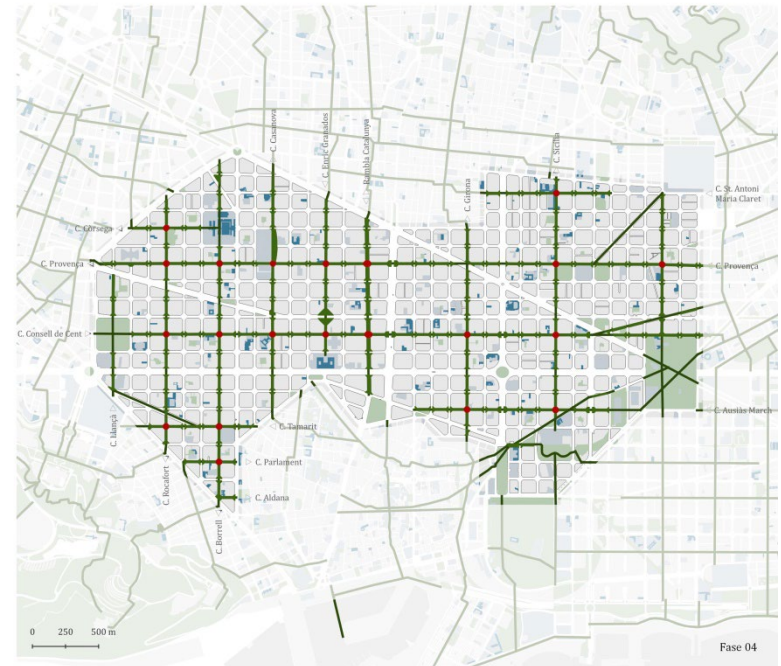 C. Casanova
C. Enric Granados
Rambla Catalunya
C. Girona
C. Sicília
C. St. Antoni
Maria Claret
C. Còrsega
C. Provença
C. Provença
C. Consell de Cent
C. Ausiàs March
C. Llançà
C. Tamarit
C. Rocafort
C. Parlament
C. Aldana
C. Borrell
0 250 500 m
Fase 04